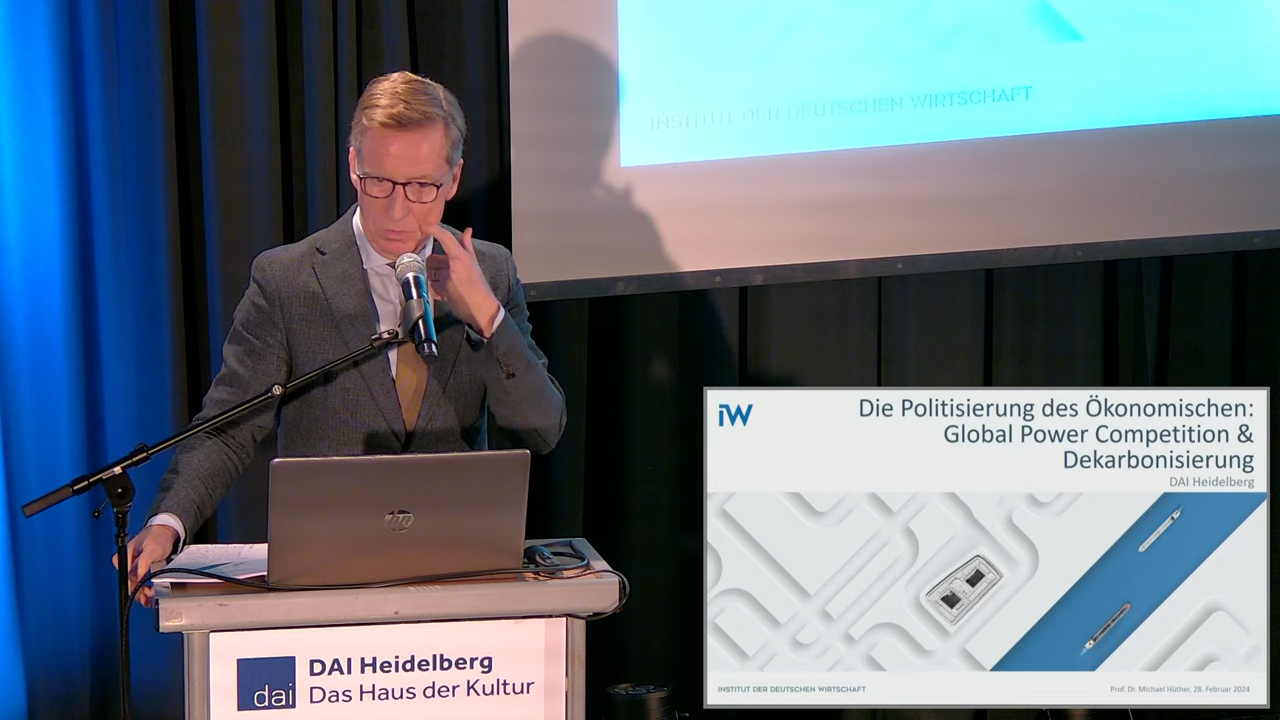 INSTITUT DER DEUTSCHEN WIRTSCHAFT
iW
Die Politisierung des Ökonomischen:
Global Power Competition &
Dekarbonisierung
DAI Heidelberg
INSTITUT DER DEUTSCHEN WIRTSCHAFT
Prof. Dr. Michael Hüther, 28. Februar 2024
hp
dai
DAI Heidelberg
Das Haus der Kultur